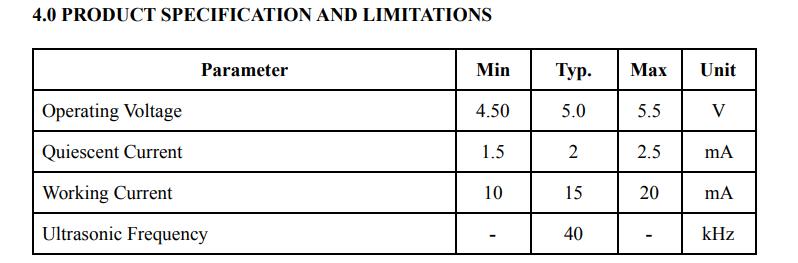 4.0 PRODUCT SPECIFICATION AND LIMITATIONS
Parameter Min Typ. Max Unit
Operating Voltage 4.50 5.0 5.5 V
Quiescent Current 1.5 2 2.5 mA
Working Current 10 15 20 mA
Ultrasonic Frequency - 40 - kHz